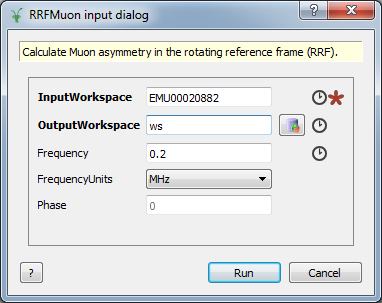 RRFMuon input dialog
Calculate Muon asymmetry in the rotating reference frame (RRF).
InputWorkspace EMU00020882
OutputWorkspace ws
Frequency 0.2
FrequencyUnits MHz
Phase 0
? Run Cancel